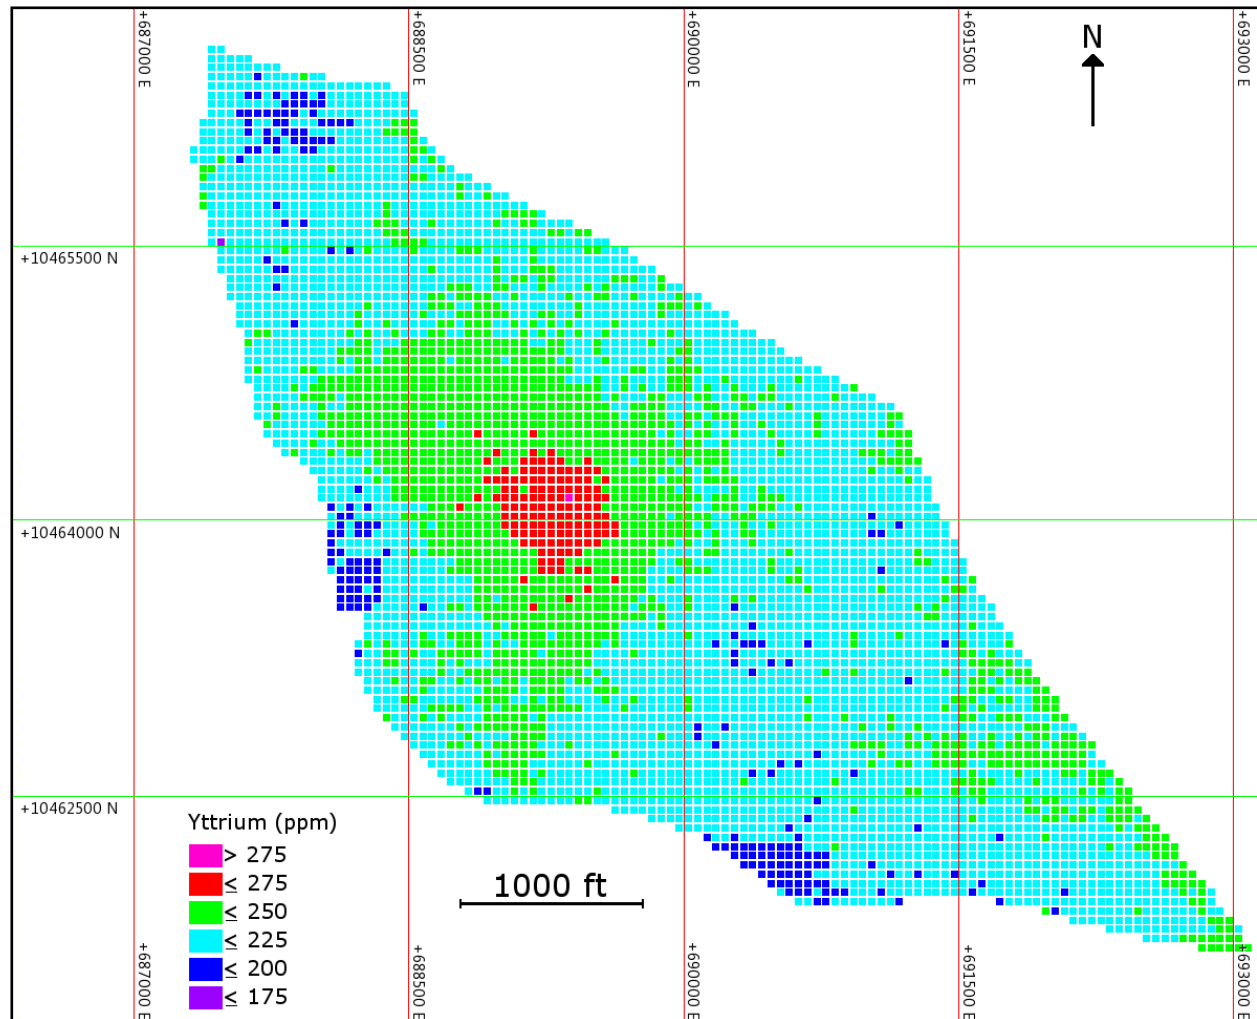 +687000 E
+688500 E
+690000 E
+691500 E
+693000 E
N
+10465500 N
+10464000 N
+10462500 N
Yttrium (ppm)
> 275
≤ 275
≤ 250
≤ 225
≤ 200
≤ 175
1000 ft
+687000 E
+688500 E
+690000 E
+691500 E
+693000 E